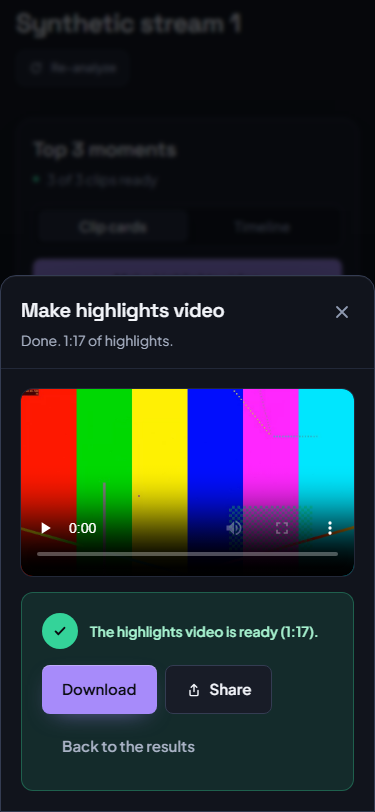 Synthetic stream 1
Re-analyse
Top 3 moments
3 of 3 clips ready
Clip cards
Timeline
Make highlights video
Done. 1:17 of highlights.
0:00
The highlights video is ready (1:17).
Download
Share
Back to the results